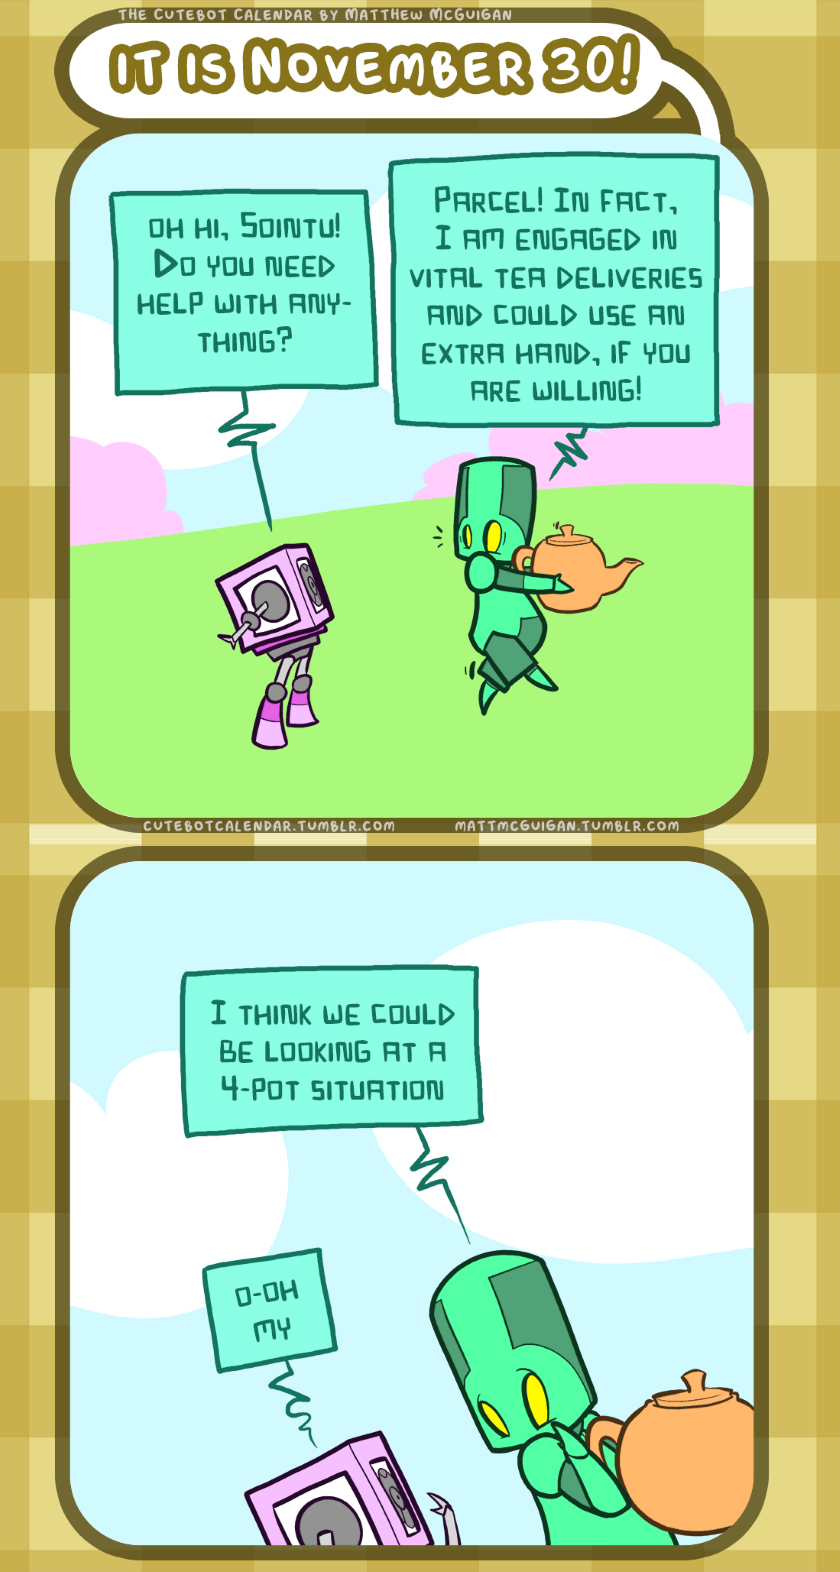 THE CUTEBOT CALENDAR BY MATTHEW MCGUIGAN
IT IS NOVEMBER 30!
OH HI, SOINTU!
DO YOU NEED
HELP WITH ANY-
THING?
PARCEL! IN FACT,
I AM ENGAGED IN
VITAL TEA DELIVERIES
AND COULD USE AN
EXTRA HAND, IF YOU
ARE WILLING!
CUTEBOTCALENDAR.TUMBLR.COM
MATTMCGUIGAN.TUMBLR.COM
I THINK WE COULD
BE LOOKING AT A
4-POT SITUATION
O-OH
MY